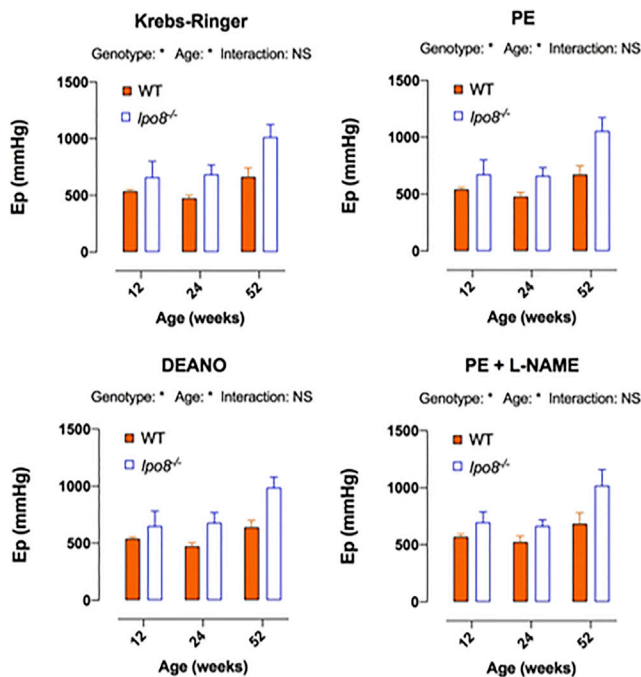 Krebs-Ringer
Genotype: * Age: * Interaction: NS
1500
1000
500
0
Ep (mmHg)
WT
Ipo8-/-
12
24
52
Age (weeks)
PE
Genotype: * Age: * Interaction: NS
1500
1000
500
0
Ep (mmHg)
WT
Ipo8-/-
12
24
52
Age (weeks)
DEANO
Genotype: * Age: * Interaction: NS
1500
1000
500
0
Ep (mmHg)
WT
Ipo8-/-
12
24
52
Age (weeks)
PE + L-NAME
Genotype: * Age: * Interaction: NS
1500
1000
500
0
Ep (mmHg)
WT
Ipo8-/-
12
24
52
Age (weeks)